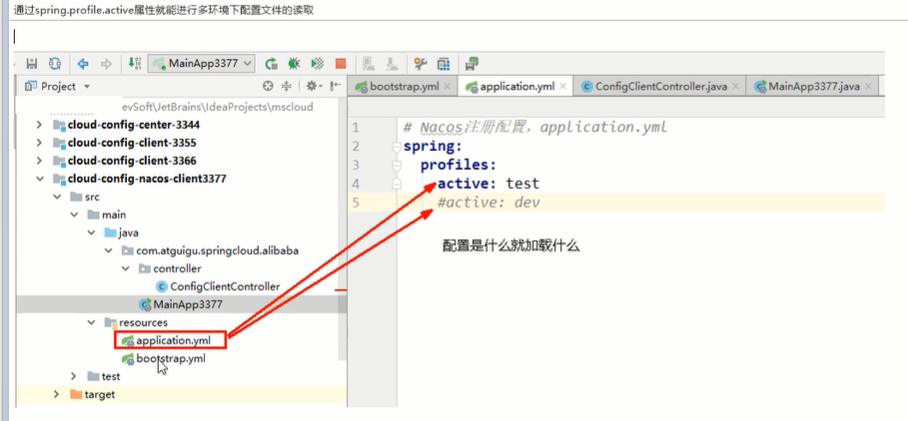 通过spring.profile.active属性就能进行多环境下配置文件的读取
MainApp3377
Project
bootstrap.yml
application.yml
ConfigClientController.java
MainApp3377.java
evSoft\JetBrains\IdeaProjects\mscloud
cloud-config-center-3344
cloud-config-client-3355
cloud-config-client-3366
cloud-config-nacos-client3377
src
main
java
com.atguigu.springcloud.alibaba
controller
ConfigClientController
MainApp3377
resources
application.yml
bootstrap.yml
test
target
1 # Nacos注册配置，application.yml
2 spring:
3 profiles:
4 active: test
5 #active: dev
配置是什么就加载什么